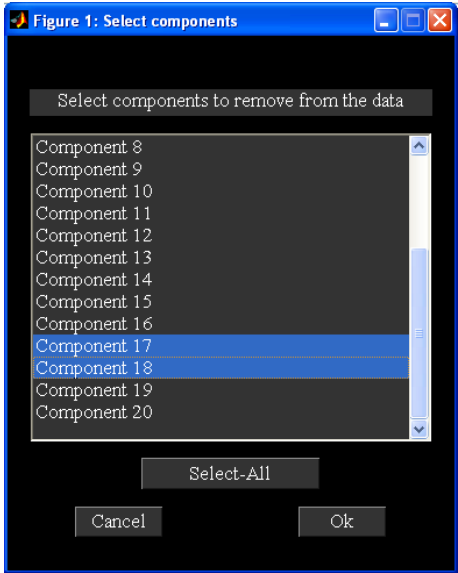 Figure 1: Select components
Select components to remove from the data
Component 8
Component 9
Component 10
Component 11
Component 12
Component 13
Component 14
Component 15
Component 16
Component 17
Component 18
Component 19
Component 20
Select-All
Cancel
Ok